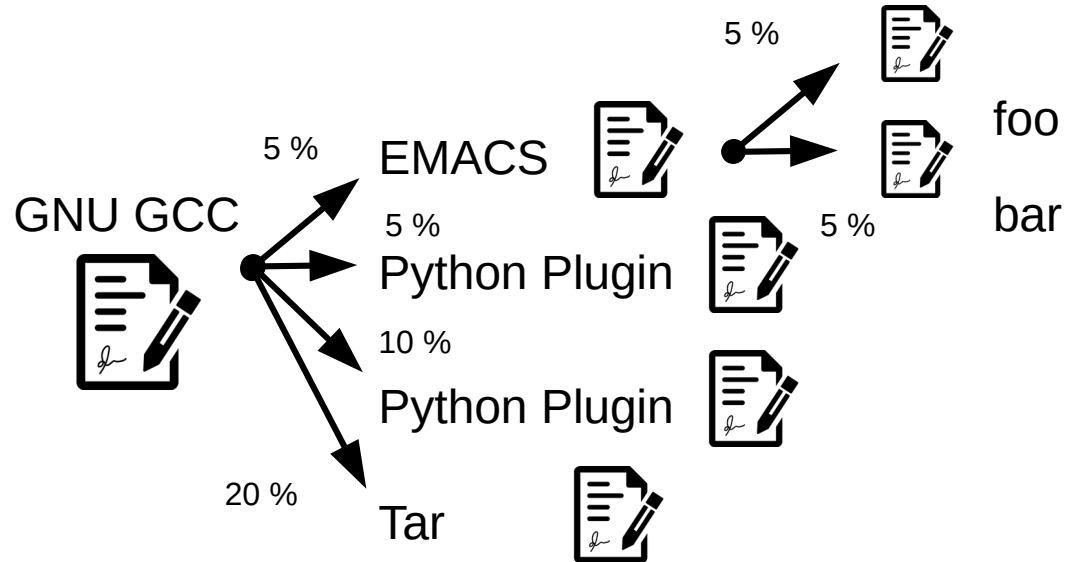 5 %
foo
5 %
EMACS
GNU GCC
5 %
5 %
bar
Python Plugin
10 %
Python Plugin
20 %
Tar